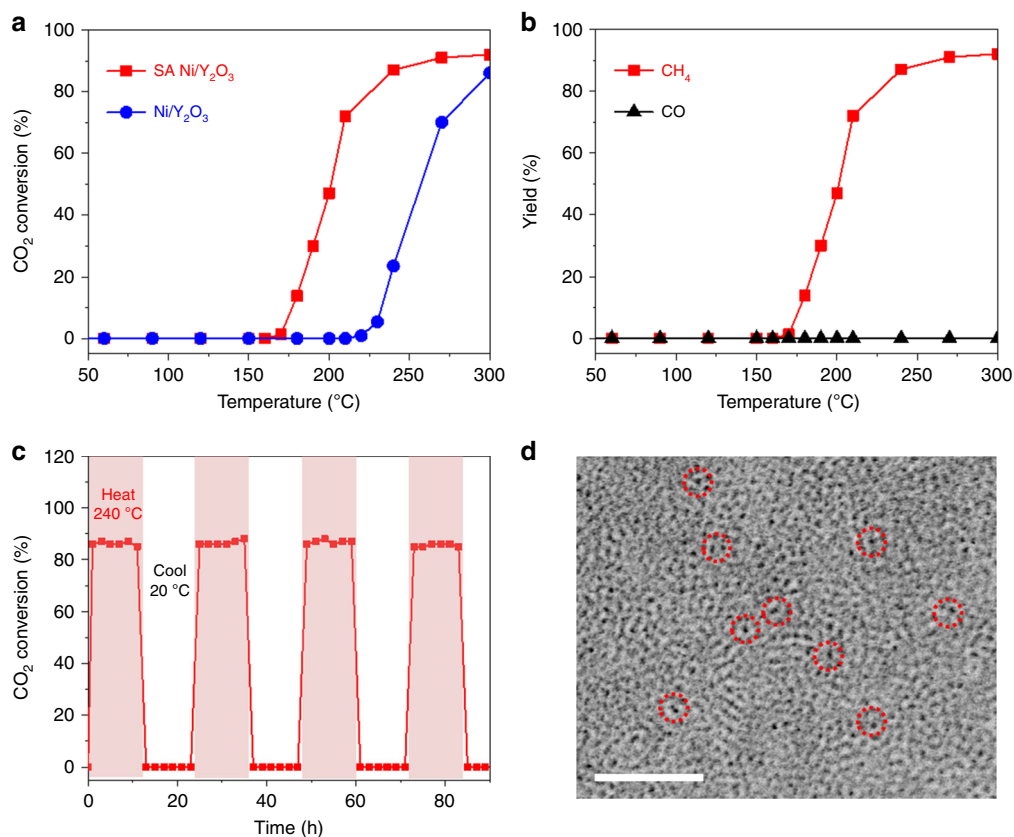 a
100
80
60
40
20
0
CO₂ conversion (%)
SA Ni/Y₂O₃
Ni/Y₂O₃
50 100 150 200 250 300
Temperature (°C)
b
100
80
60
40
20
0
Yield (%)
CH₄
CO
50 100 150 200 250 300
Temperature (°C)
c
120
100
80
60
40
20
0
CO₂ conversion (%)
Heat
240 °C
Cool
20 °C
0 20 40 60 80
Time (h)
d